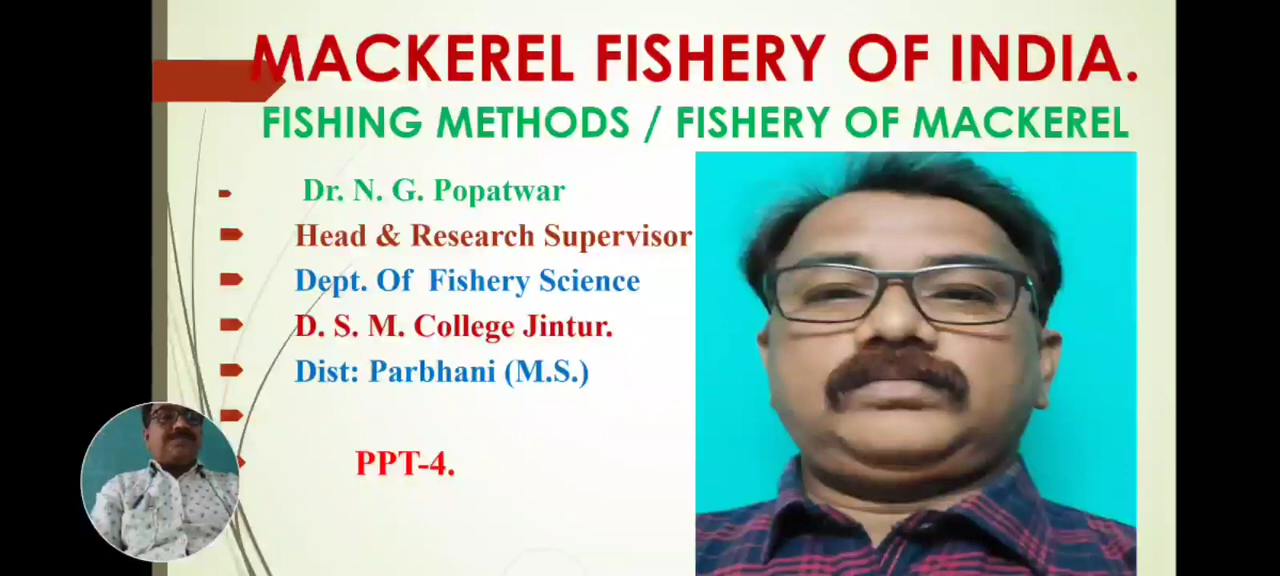 MACKEREL FISHERY OF INDIA.
FISHING METHODS / FISHERY OF MACKEREL
Dr. N. G. Popatwar
Head & Research Supervisor
Dept. Of Fishery Science
D. S. M. College Jintur.
Dist: Parbhani (M.S.)
PPT-4.